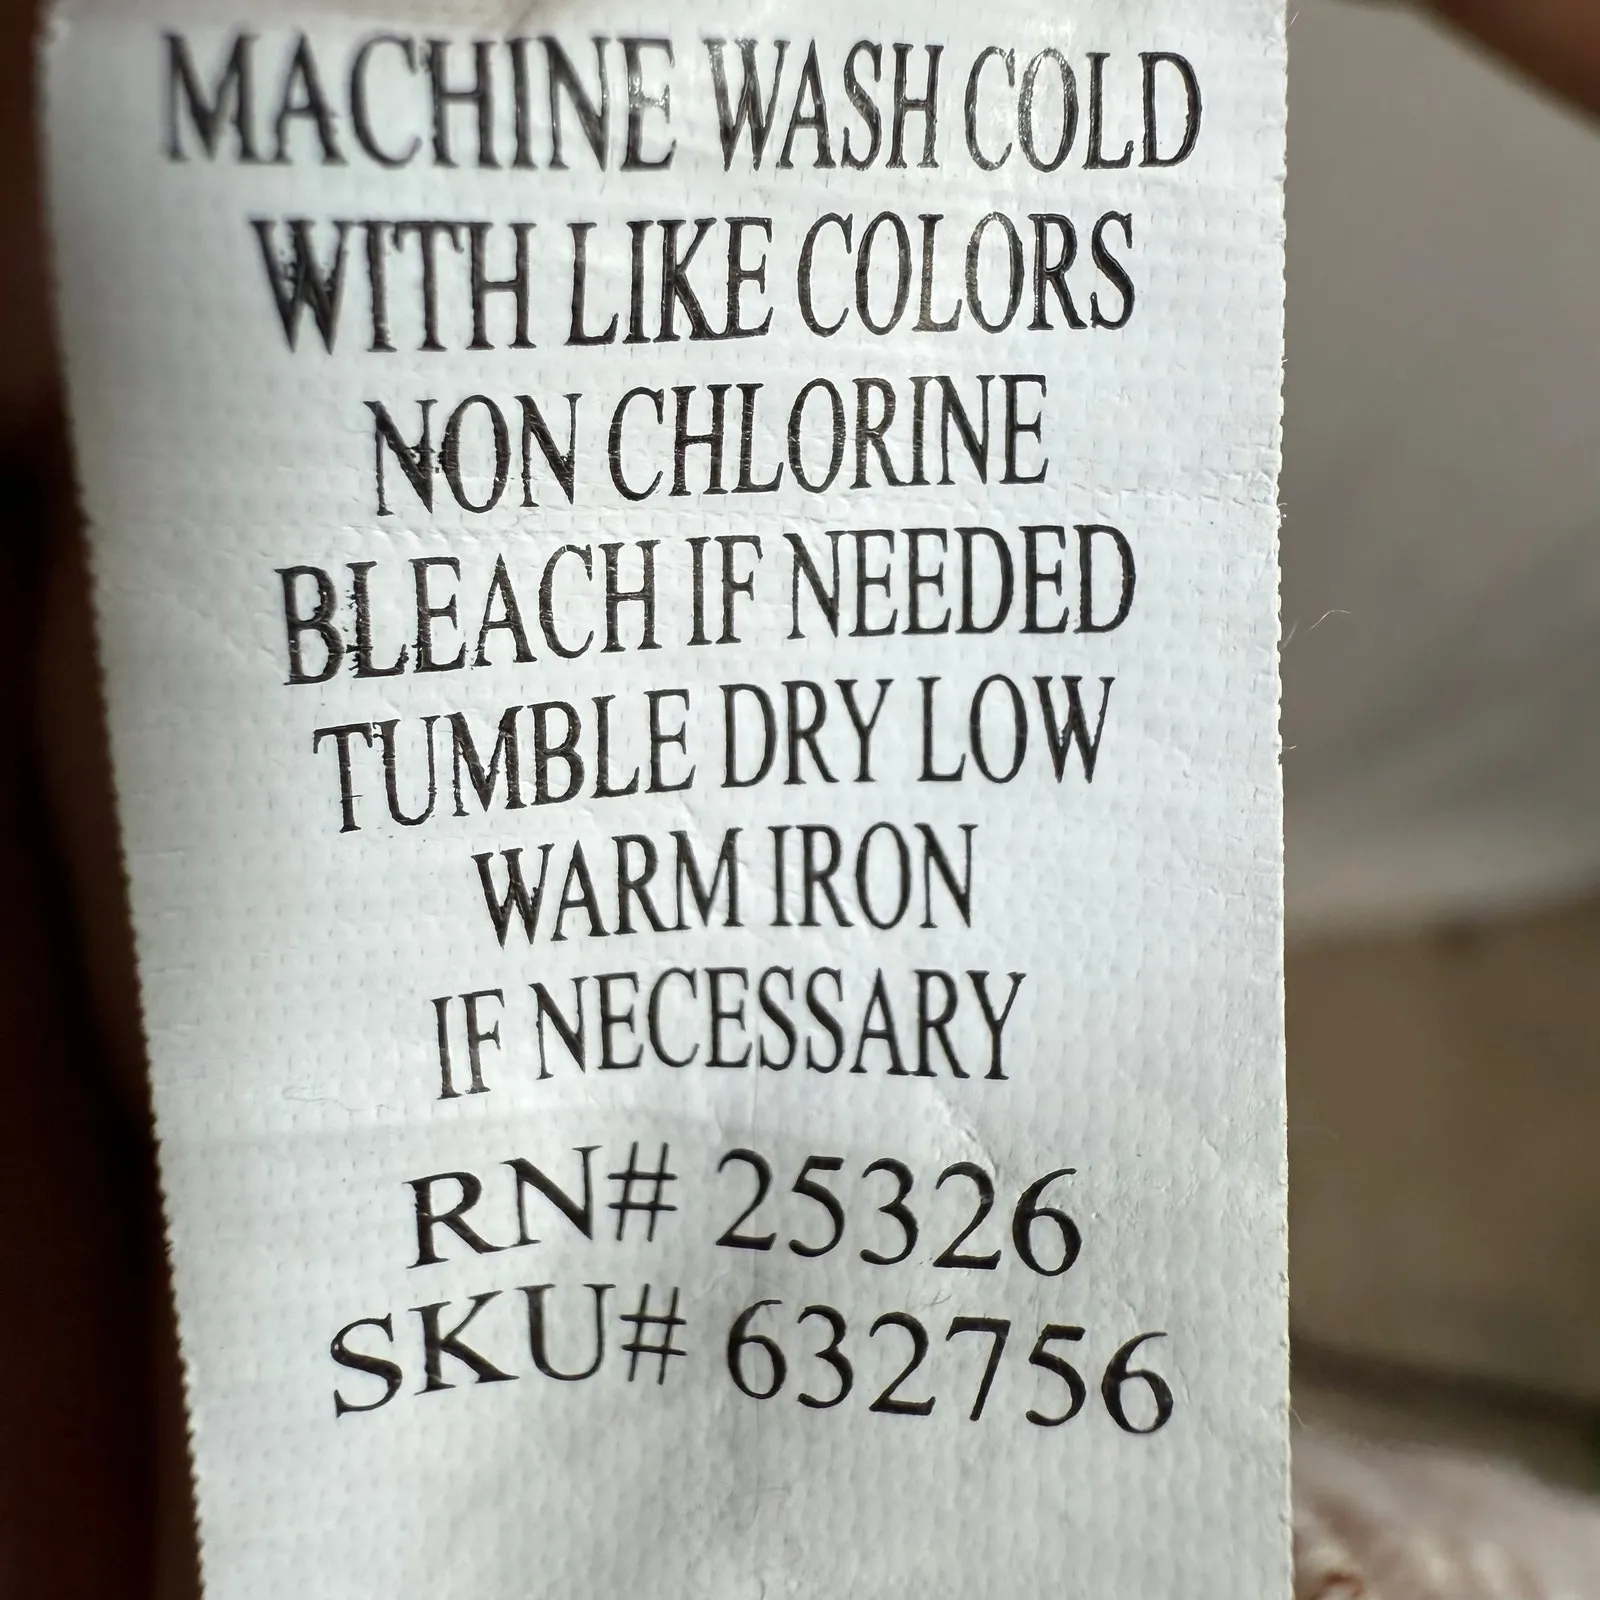 MACHINE WASH COLD
WITH LIKE COLORS
NON CHLORINE
BLEACH IF NEEDED
TUMBLE DRY LOW
WARM IRON
IF NECESSARY
RN# 25326
SKU# 632756